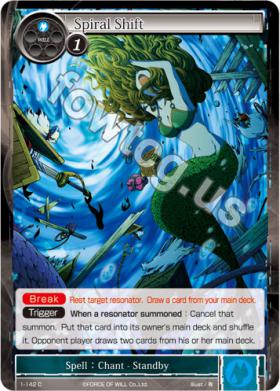 Spiral Shift
WILL
1
fowtcg.us
Break Rest target resonator. Draw a card from your main deck.
Trigger When a resonator summoned : Cancel that
summon. Put that card into its owner's main deck and shuffle
it. Opponent player draws two cards from his or her main deck.
Spell : Chant - Standby
1-142 C
©FORCE OF WILL Co.,Ltd.